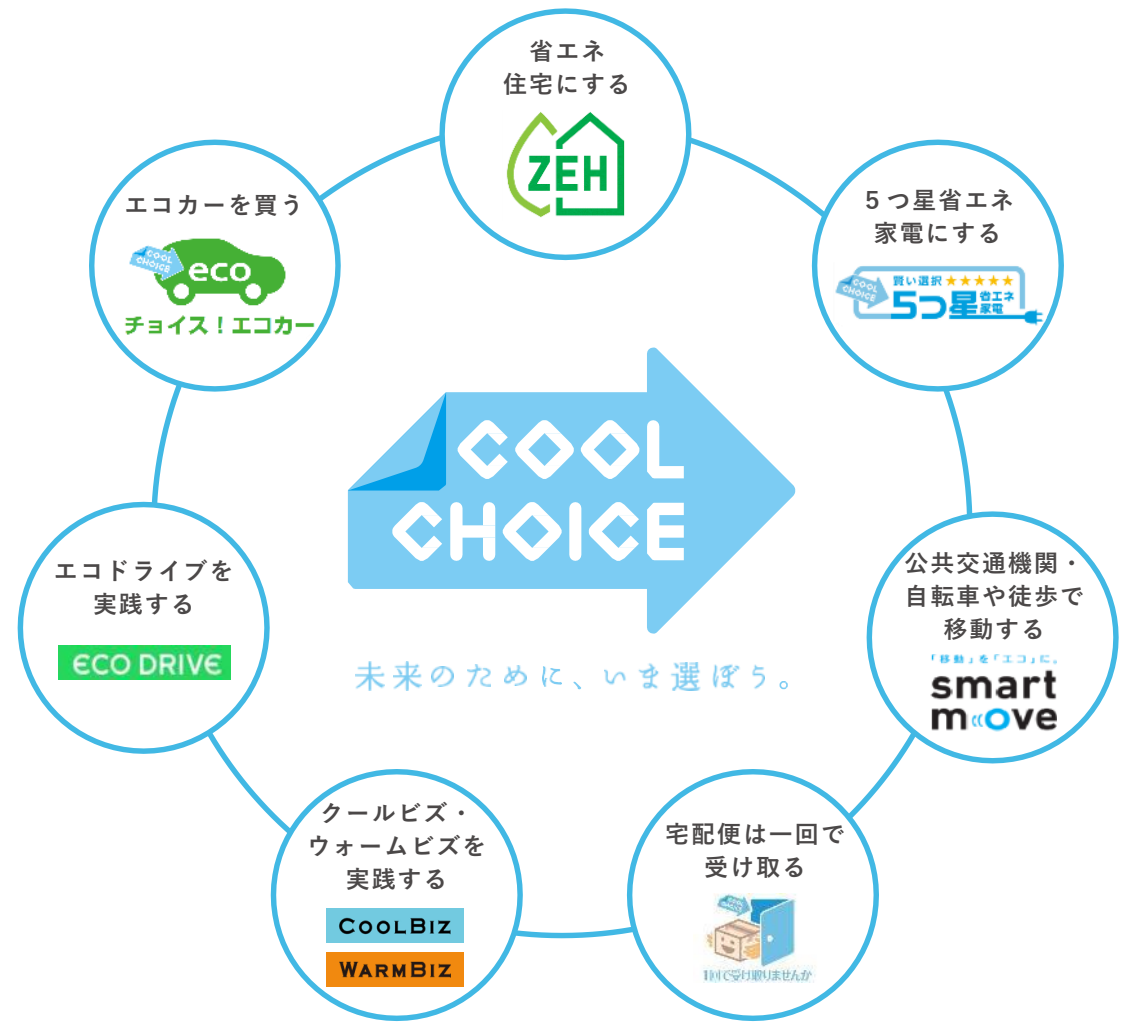 省エネ
住宅にする
ZEH
5つ星省エネ
家電にする
COOL
CHOICE
賢い選択★★★★★
5つ星省エネ
家電
公共交通機関・
自転車や徒歩で
移動する
「移動」を「エコ」に。
smart
move
宅配便は一回で
受け取る
COOL
CHOICE
1回で受け取りませんか
クールビズ・
ウォームビズを
実践する
COOLBIZ
WARMBIZ
エコドライブを
実践する
ECO DRIVE
エコカーを買う
COOL
CHOICE
eco
チョイス！エコカー
COOL
CHOICE
未来のために、いま選ぼう。